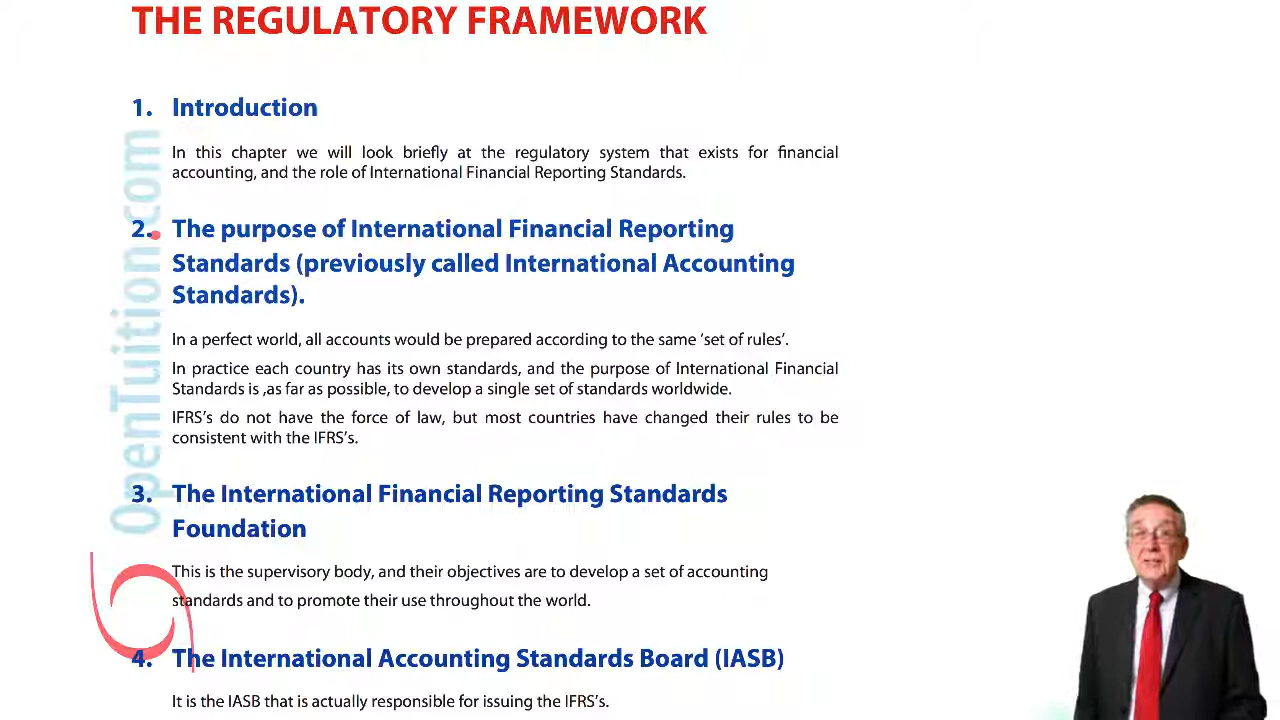 THE REGULATORY FRAMEWORK
1. Introduction
In this chapter we will look briefly at the regulatory system that exists for financial
accounting, and the role of International Financial Reporting Standards.
2. The purpose of International Financial Reporting
Standards (previously called International Accounting
Standards).
In a perfect world, all accounts would be prepared according to the same ‘set of rules’.
In practice each country has its own standards, and the purpose of International Financial
Standards is ,as far as possible, to develop a single set of standards worldwide.
IFRS's do not have the force of law, but most countries have changed their rules to be
consistent with the IFRS's.
3. The International Financial Reporting Standards
Foundation
This is the supervisory body, and their objectives are to develop a set of accounting
standards and to promote their use throughout the world.
4. The International Accounting Standards Board (IASB)
It is the IASB that is actually responsible for issuing the IFRS's.
OpenTuition.com